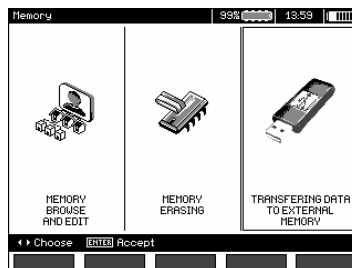 Memory 99% 13:59
MEMORY
BROWSE
AND EDIT
MEMORY
ERASING
TRANSFERING DATA
TO EXTERNAL
MEMORY
Choose ENTER Accept